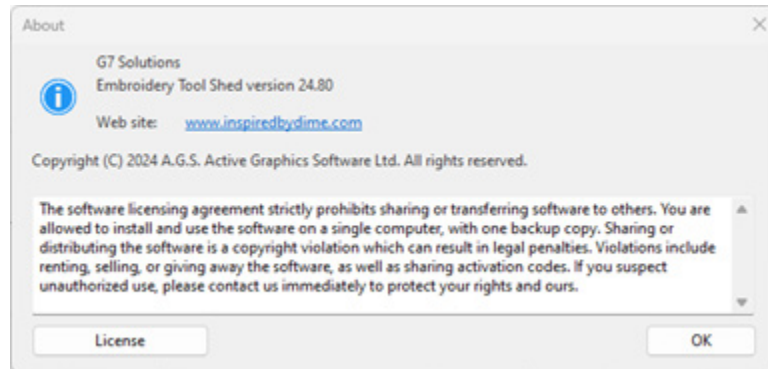 About
G7 Solutions
Embroidery Tool Shed version 24.80
Web site: www.inspiredbydime.com
Copyright (C) 2024 A.G.S. Active Graphics Software Ltd. All rights reserved.
The software licensing agreement strictly prohibits sharing or transferring software to others. You are
allowed to install and use the software on a single computer, with one backup copy. Sharing or
distributing the software is a copyright violation which can result in legal penalties. Violations include
renting, selling, or giving away the software, as well as sharing activation codes. If you suspect
unauthorized use, please contact us immediately to protect your rights and ours.
License OK